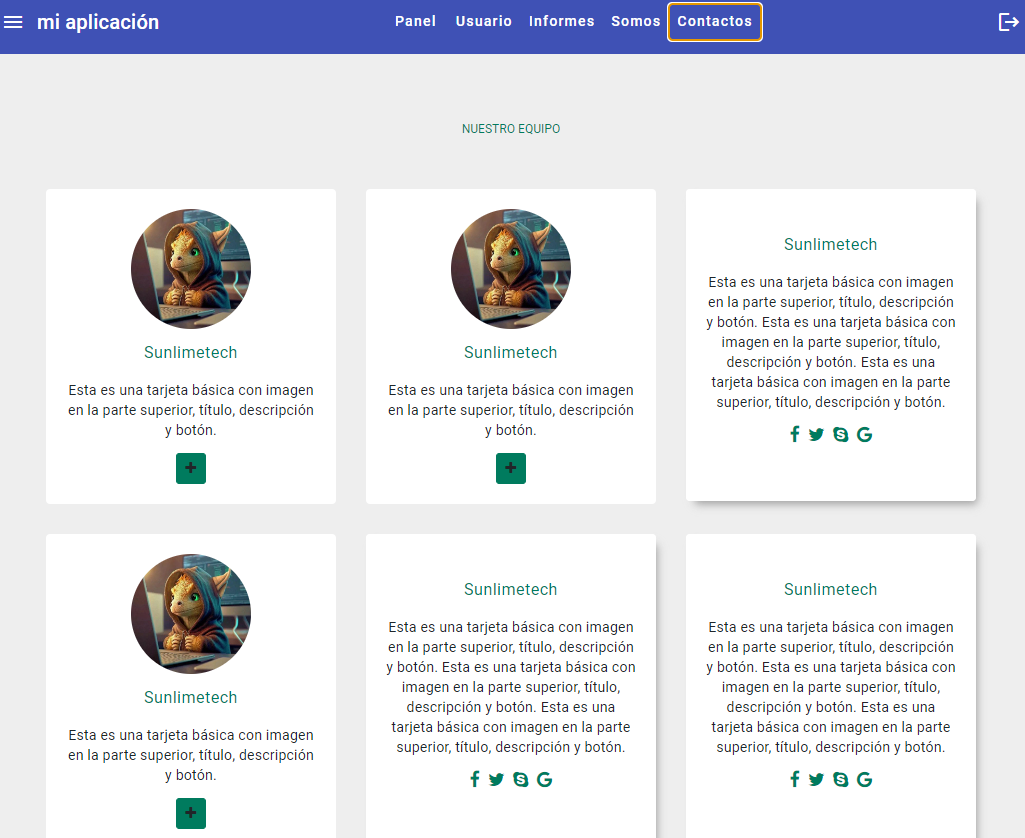 mi aplicación
Panel Usuario Informes Somos Contactos
NUESTRO EQUIPO
Sunlimetech
Esta es una tarjeta básica con imagen
en la parte superior, título, descripción
y botón.
+
Sunlimetech
Esta es una tarjeta básica con imagen
en la parte superior, título, descripción
y botón.
+
Sunlimetech
Esta es una tarjeta básica con imagen
en la parte superior, título, descripción
y botón. Esta es una tarjeta básica con
imagen en la parte superior, título,
descripción y botón. Esta es una
tarjeta básica con imagen en la parte
superior, título, descripción y botón.
Sunlimetech
Esta es una tarjeta básica con imagen
en la parte superior, título, descripción
y botón.
+
Sunlimetech
Esta es una tarjeta básica con imagen
en la parte superior, título, descripción
y botón. Esta es una tarjeta básica con
imagen en la parte superior, título,
descripción y botón. Esta es una
tarjeta básica con imagen en la parte
superior, título, descripción y botón.
Sunlimetech
Esta es una tarjeta básica con imagen
en la parte superior, título, descripción
y botón. Esta es una tarjeta básica con
imagen en la parte superior, título,
descripción y botón. Esta es una
tarjeta básica con imagen en la parte
superior, título, descripción y botón.